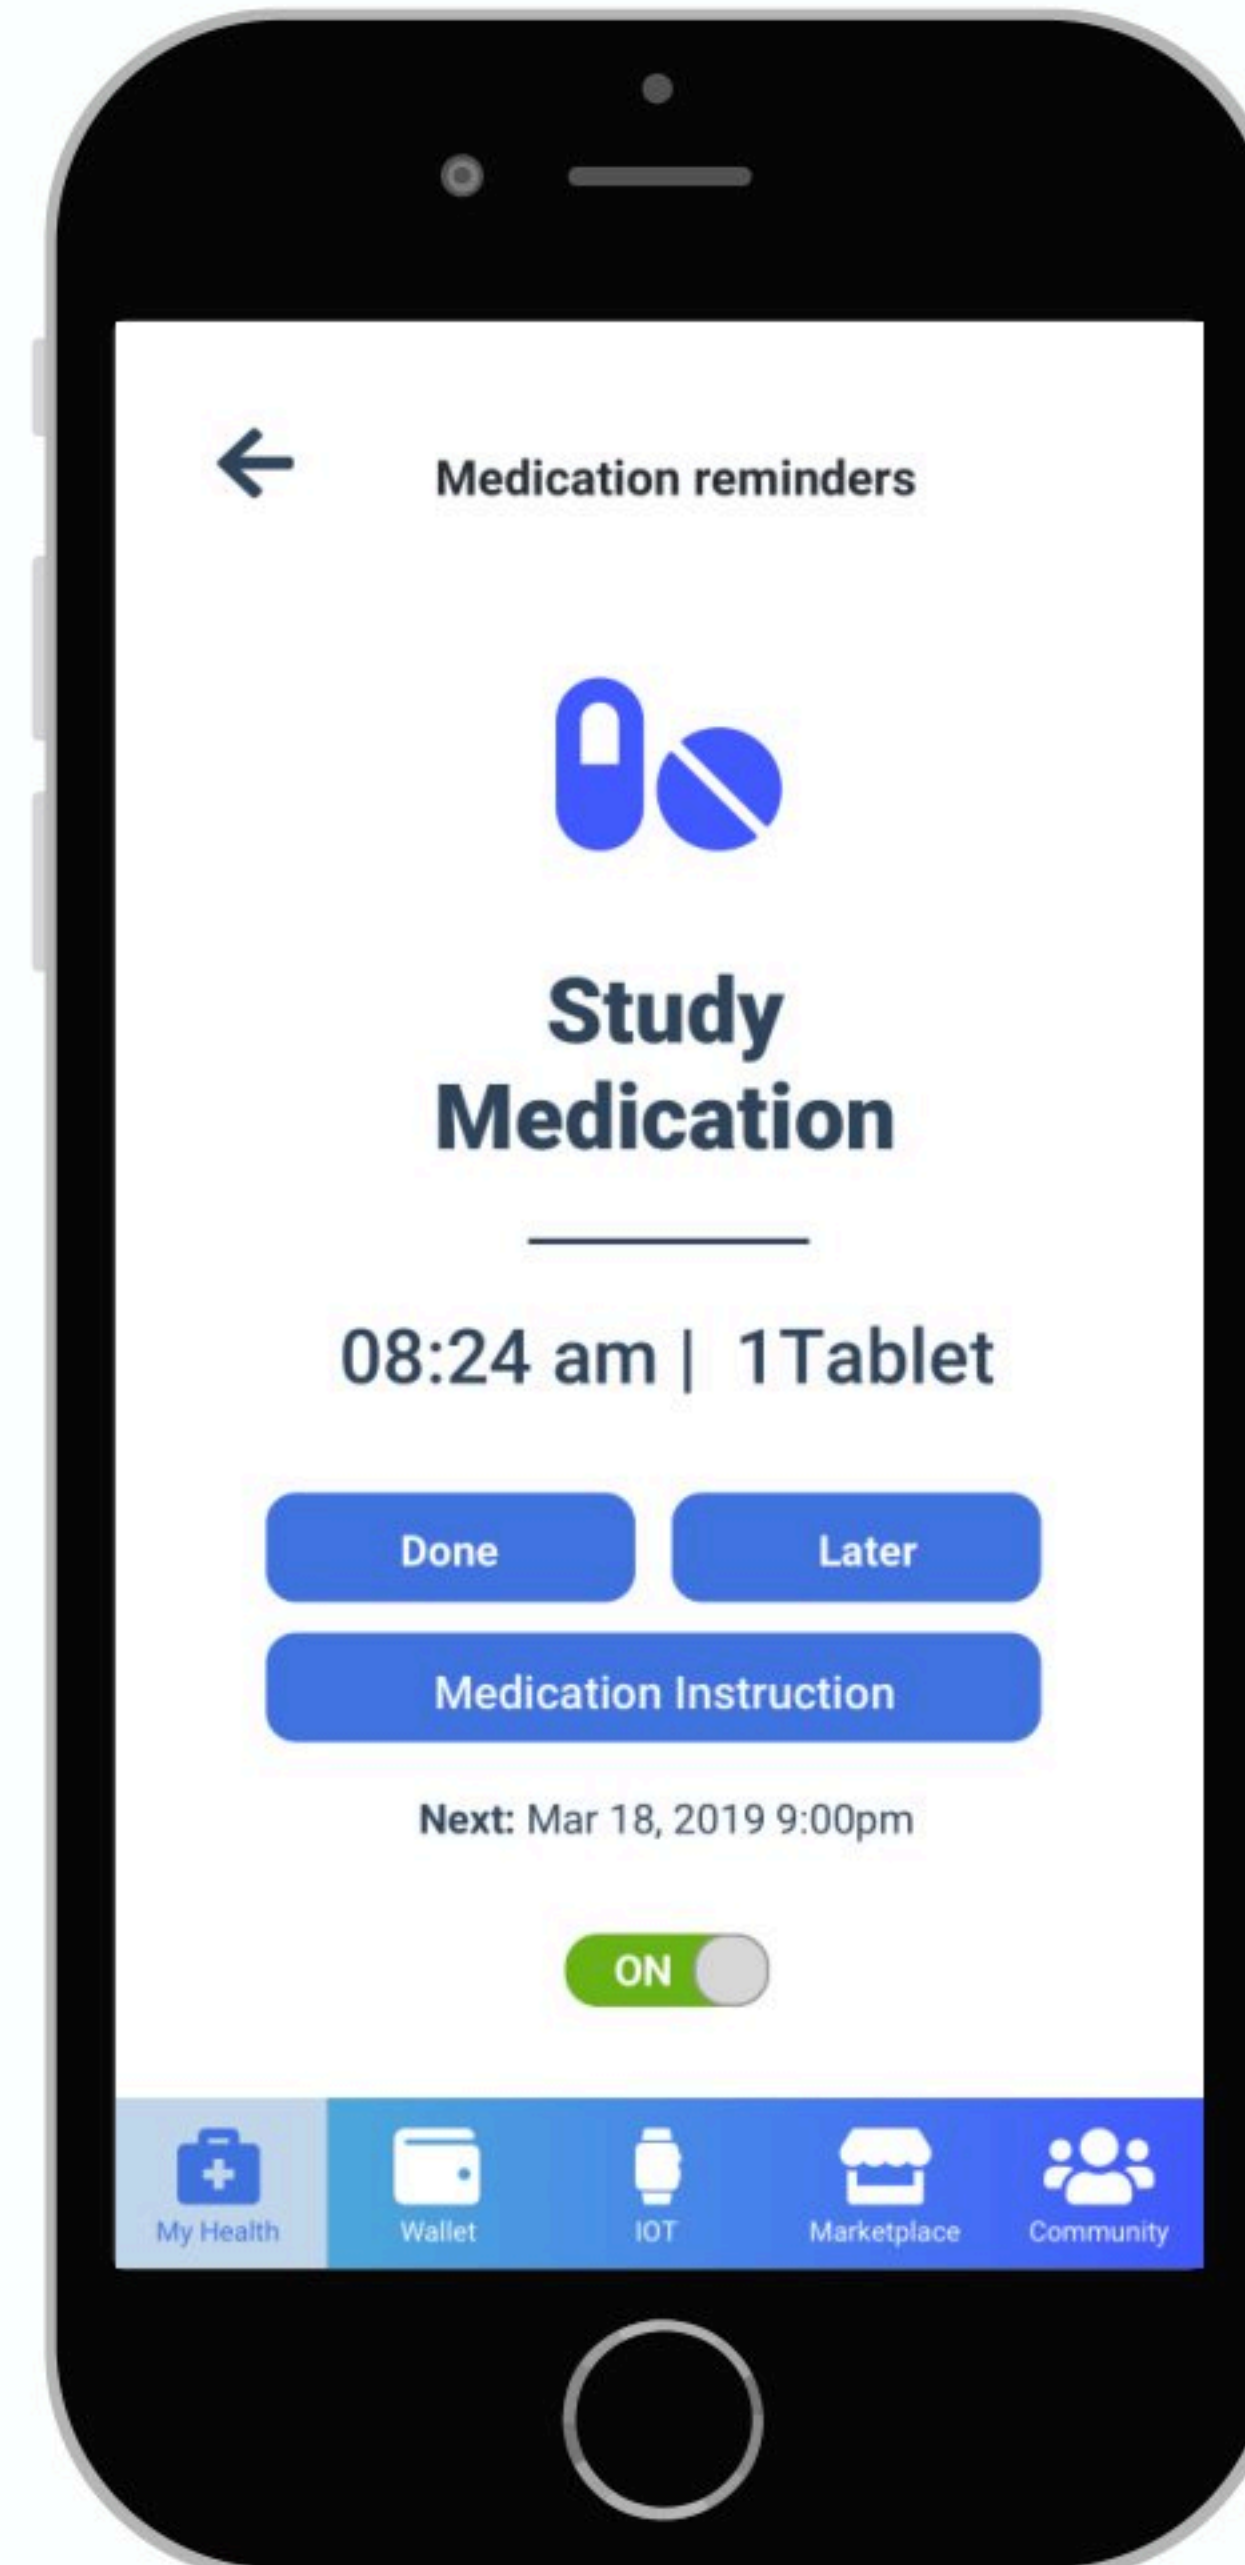 Medication reminders
Study
Medication
08:24 am | 1Tablet
Done Later
Medication Instruction
Next: Mar 18, 2019 9:00pm
ON
My Health Wallet IOT Marketplace Community